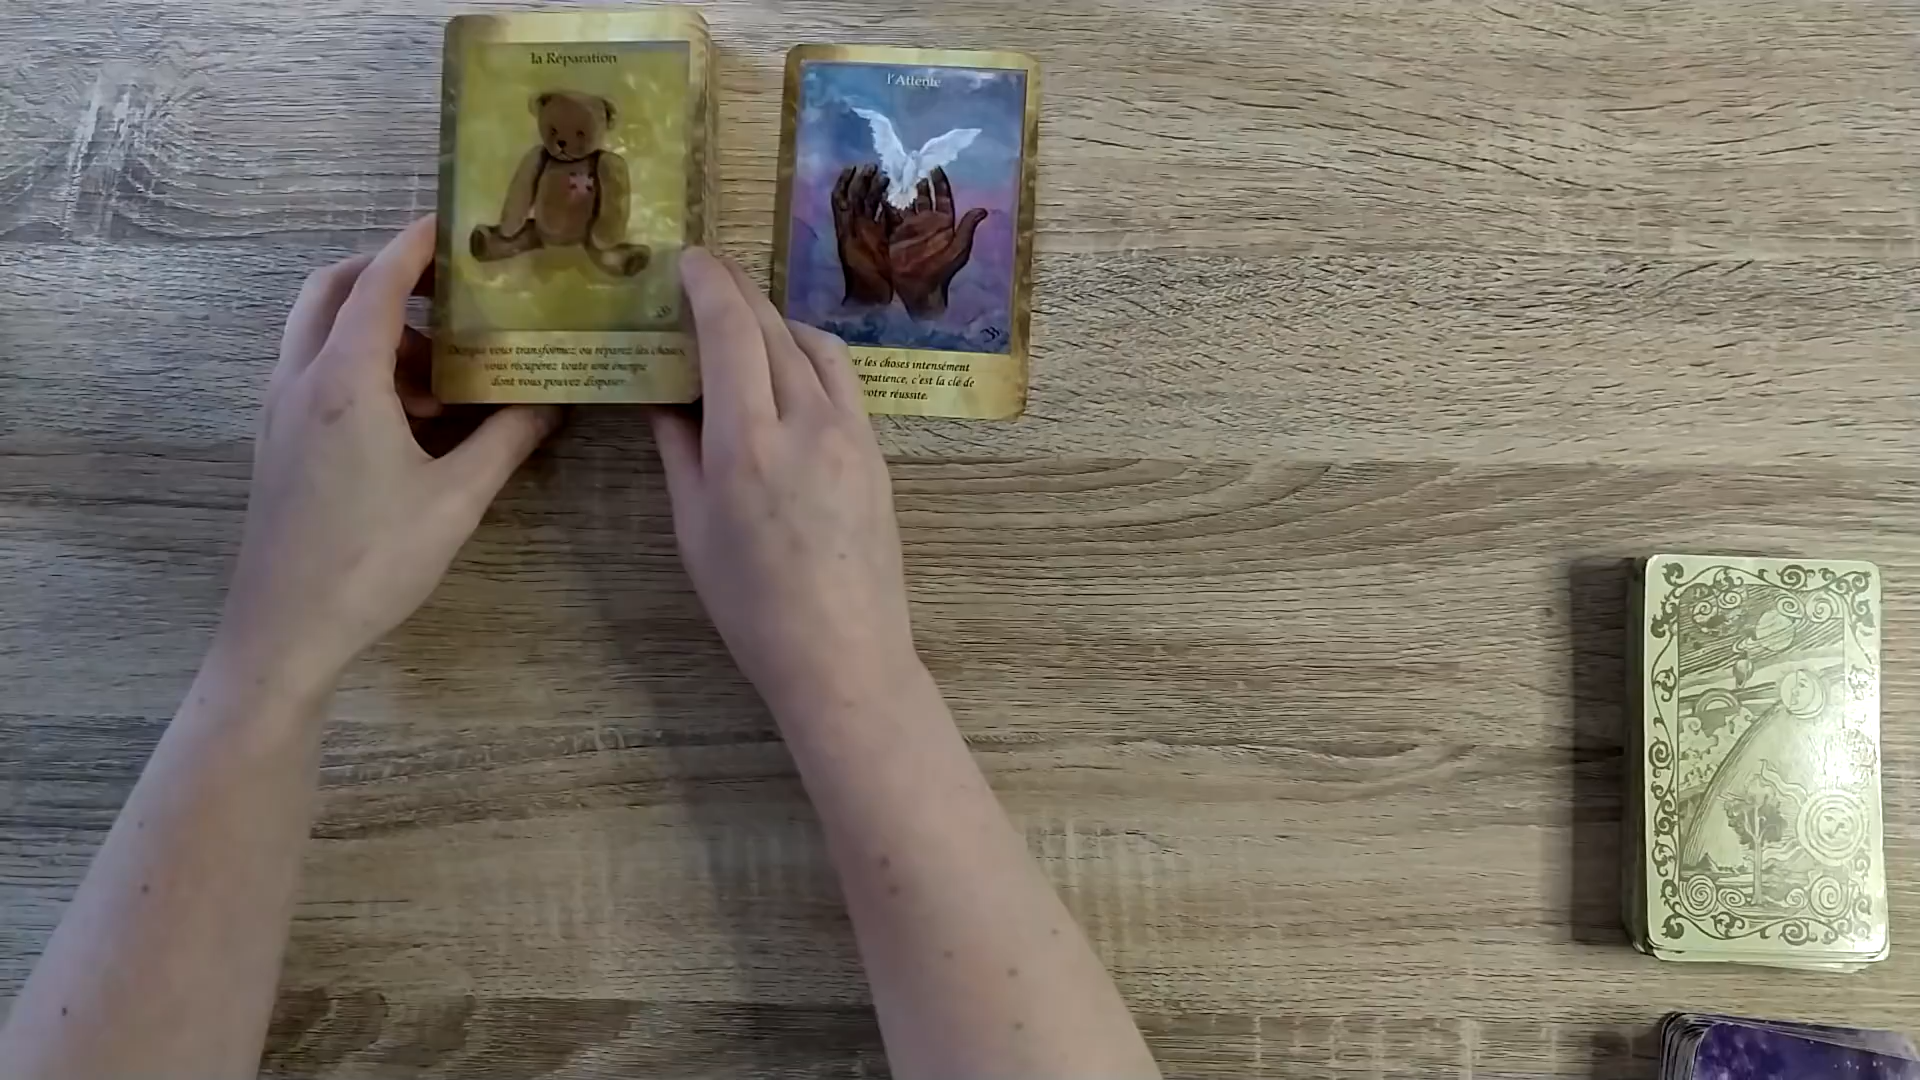 la Réparation
Lorsque vous transformez ou réparez les choses,
vous récupérez toute une énergie
dont vous pouvez disposer.
l'Attente
les choses intensément
c'est la clé de
votre réussite.